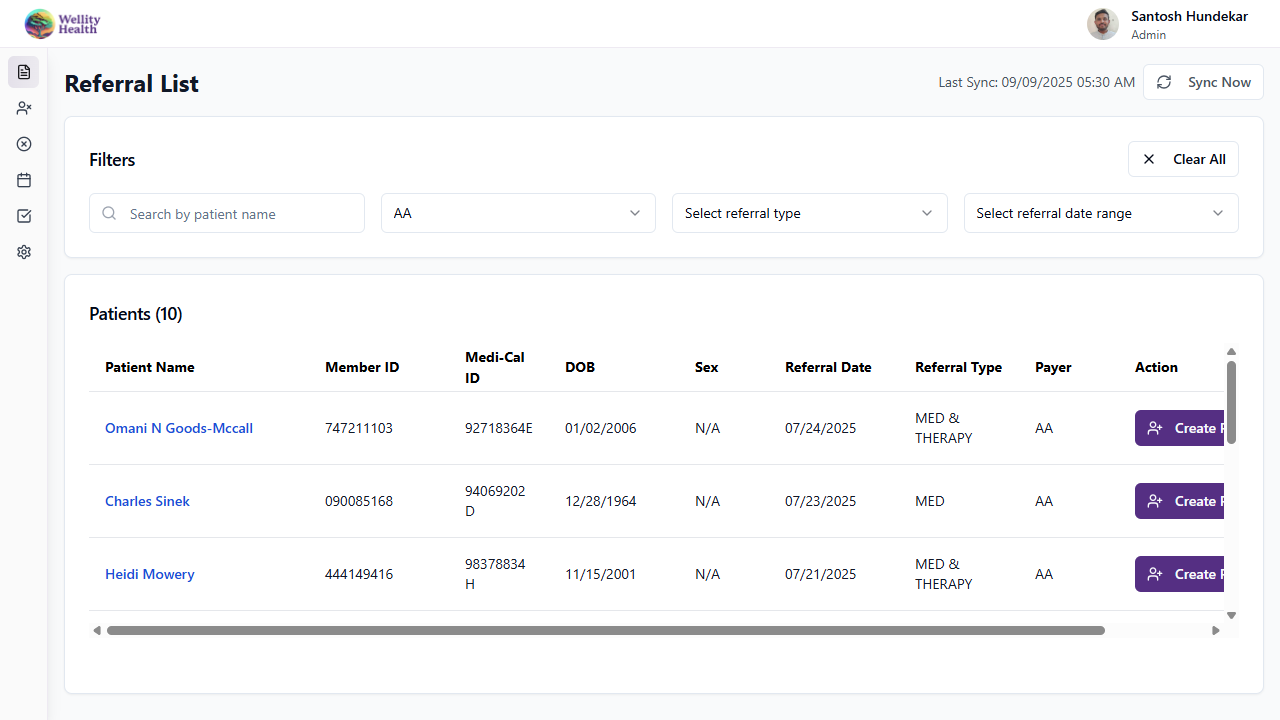 Wellity
Health
Santosh Hundekar
Admin
Referral List
Last Sync: 09/09/2025 05:30 AM
Sync Now
Filters
Clear All
Search by patient name
AA
Select referral type
Select referral date range
Patients (10)
Patient Name Member ID Medi-Cal ID DOB Sex Referral Date Referral Type Payer Action
Omani N Goods-Mccall 747211103 92718364E 01/02/2006 N/A 07/24/2025 MED & THERAPY AA Create
Charles Sinek 090085168 94069202D 12/28/1964 N/A 07/23/2025 MED AA Create
Heidi Mowery 444149416 98378834H 11/15/2001 N/A 07/21/2025 MED & THERAPY AA Create